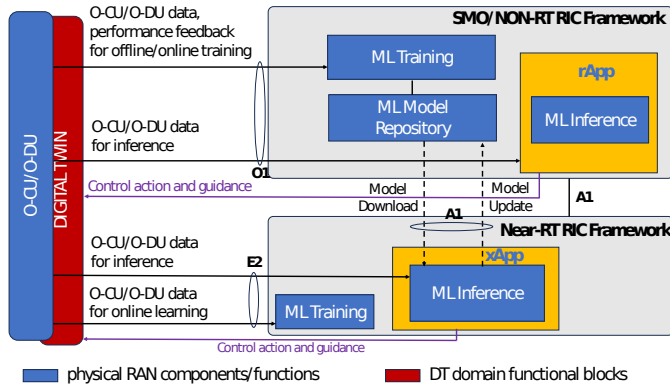 O-CU/O-DU data,
performance feedback
for offline/online training
SMO/NON-RT RIC Framework
ML Training
rApp
ML Model
Repository
ML Inference
O-CU/O-DU data
for inference
O-CU/O-DU
DIGITAL TWIN
O1
Control action and guidance
Model
Download
Model
Update
A1
A1
Near-RT RIC Framework
O-CU/O-DU data
for inference
E2
xApp
ML Inference
O-CU/O-DU data
for online learning
ML Training
Control action and guidance
physical RAN components/functions
DT domain functional blocks